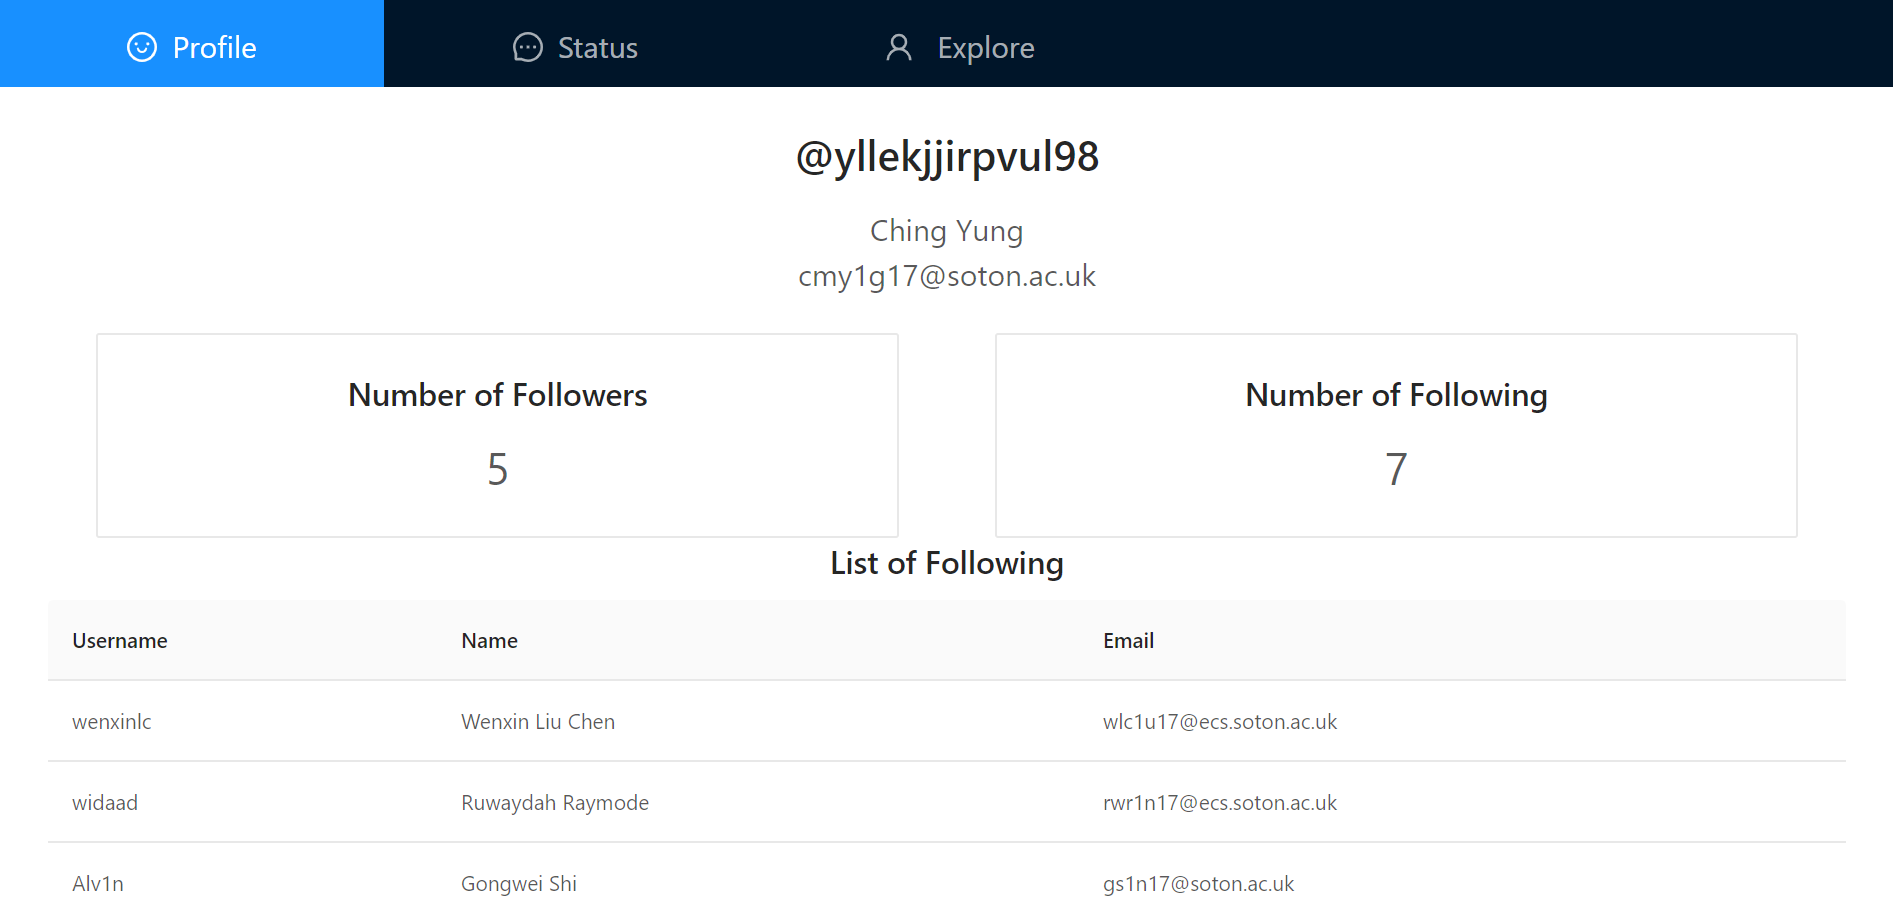 Profile Status Explore
@yllekjjirpvul98
Ching Yung
cmy1g17@soton.ac.uk
Number of Followers Number of Following
5 7
List of Following
Username Name Email
wenxinlc Wenxin Liu Chen wlc1u17@ecs.soton.ac.uk
widaad Ruwaydah Raymode rwr1n17@ecs.soton.ac.uk
Alv1n Gongwei Shi gs1n17@soton.ac.uk